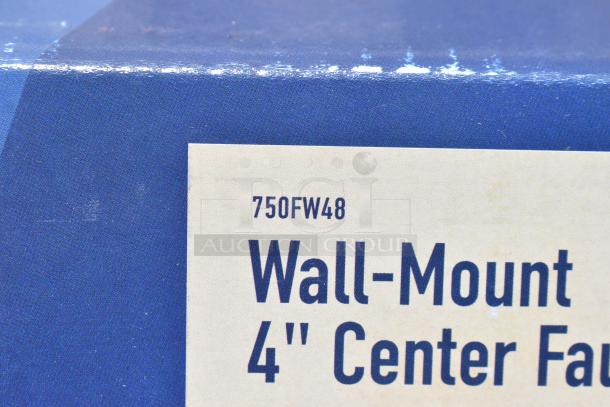 750FW48
PCI
AUCTION GROUP
Wall-Mount
4" Center Fau